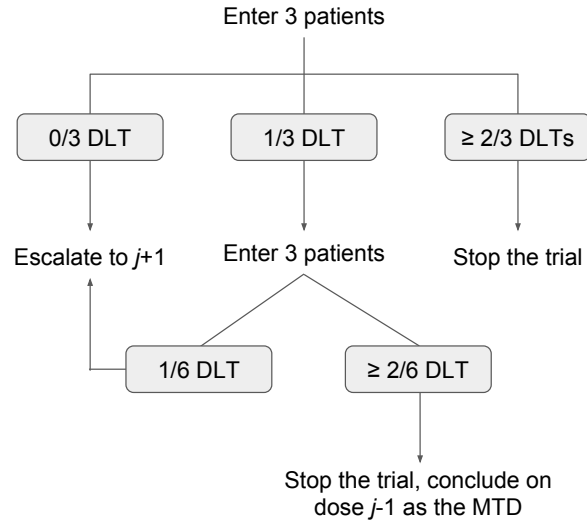 Enter 3 patients
0/3 DLT
1/3 DLT
≥ 2/3 DLTs
Escalate to j+1
Enter 3 patients
Stop the trial
1/6 DLT
≥ 2/6 DLT
Stop the trial, conclude on
dose j-1 as the MTD